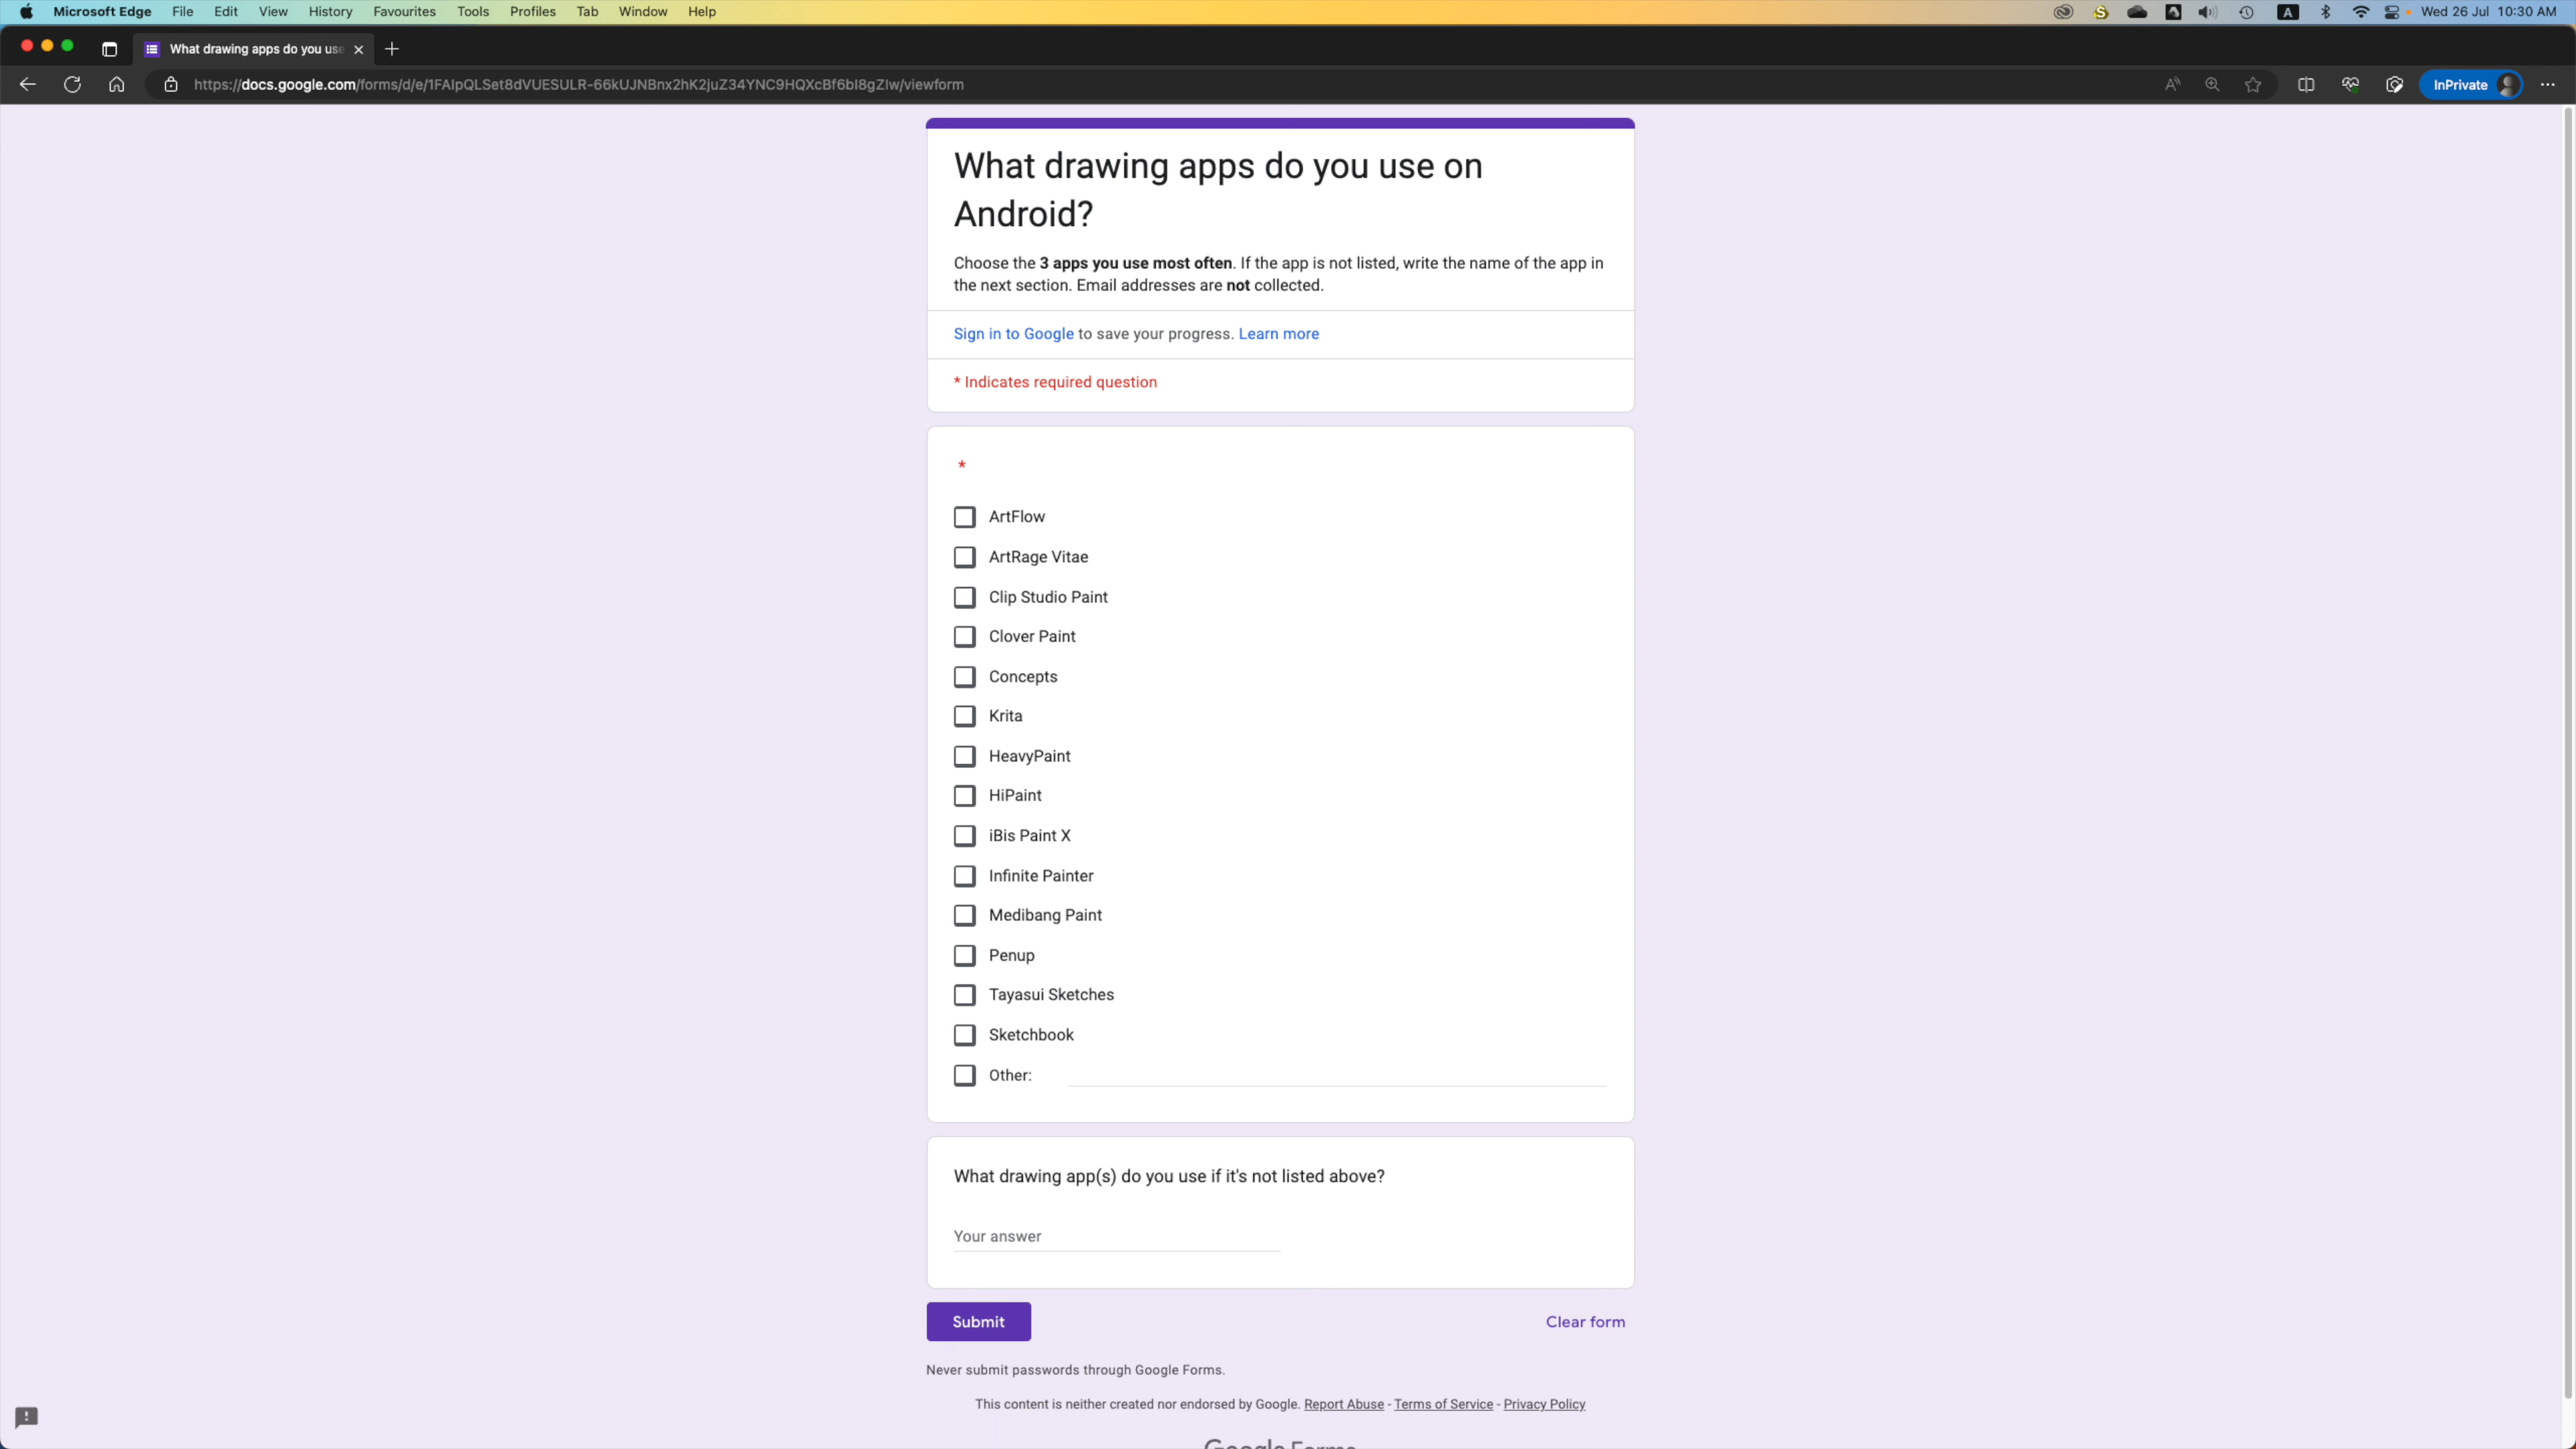 Microsoft Edge File Edit View History Favourites Tools Profiles Tab Window Help
A Wed 26 Jul 10:30 AM
What drawing apps do you use
https://docs.google.com/forms/d/e/1FAIpQLSet8dVUESULR-66kUJNBnx2hK2juZ34YNC9HQXcBf6bI8gZIw/viewform
InPrivate
What drawing apps do you use on
Android?
Choose the 3 apps you use most often. If the app is not listed, write the name of the app in
the next section. Email addresses are not collected.
Sign in to Google to save your progress. Learn more
* Indicates required question
*
ArtFlow
ArtRage Vitae
Clip Studio Paint
Clover Paint
Concepts
Krita
HeavyPaint
HiPaint
iBis Paint X
Infinite Painter
Medibang Paint
Penup
Tayasui Sketches
Sketchbook
Other:
What drawing app(s) do you use if it's not listed above?
Your answer
Submit
Clear form
Never submit passwords through Google Forms.
This content is neither created nor endorsed by Google. Report Abuse - Terms of Service - Privacy Policy
Google Forms